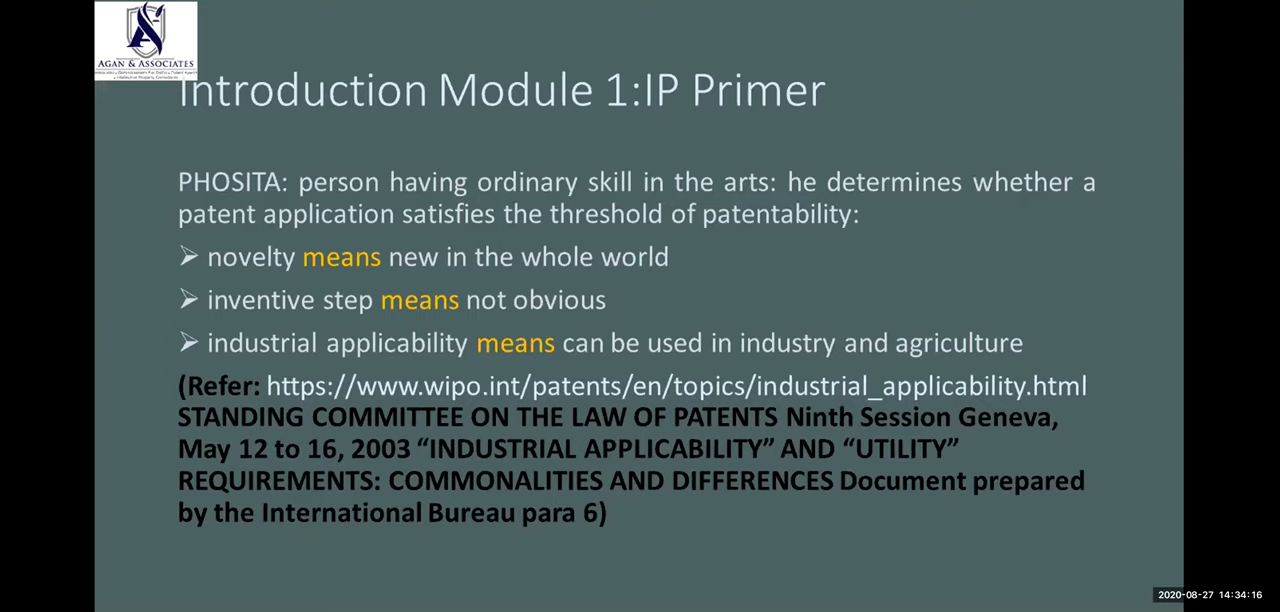 AGAN & ASSOCIATES
Introduction Module 1:IP Primer
PHOSITA: person having ordinary skill in the arts: he determines whether a
patent application satisfies the threshold of patentability:
➢ novelty means new in the whole world
➢ inventive step means not obvious
➢ industrial applicability means can be used in industry and agriculture
(Refer: https://www.wipo.int/patents/en/topics/industrial_applicability.html
STANDING COMMITTEE ON THE LAW OF PATENTS Ninth Session Geneva,
May 12 to 16, 2003 “INDUSTRIAL APPLICABILITY” AND “UTILITY”
REQUIREMENTS: COMMONALITIES AND DIFFERENCES Document prepared
by the International Bureau para 6)
2020-08-27 14:34:16